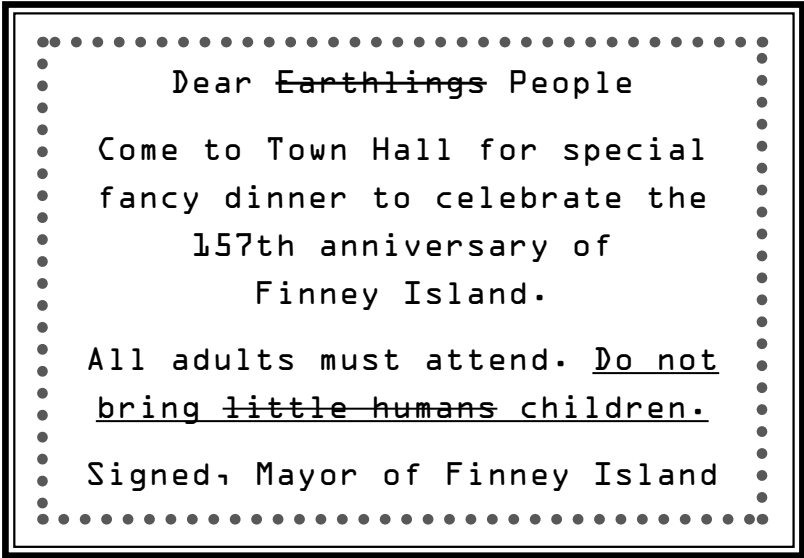 Dear Earthlings People
Come to Town Hall for special
fancy dinner to celebrate the
157th anniversary of
Finney Island.
All adults must attend. Do not
bring little humans children.
Signed, Mayor of Finney Island